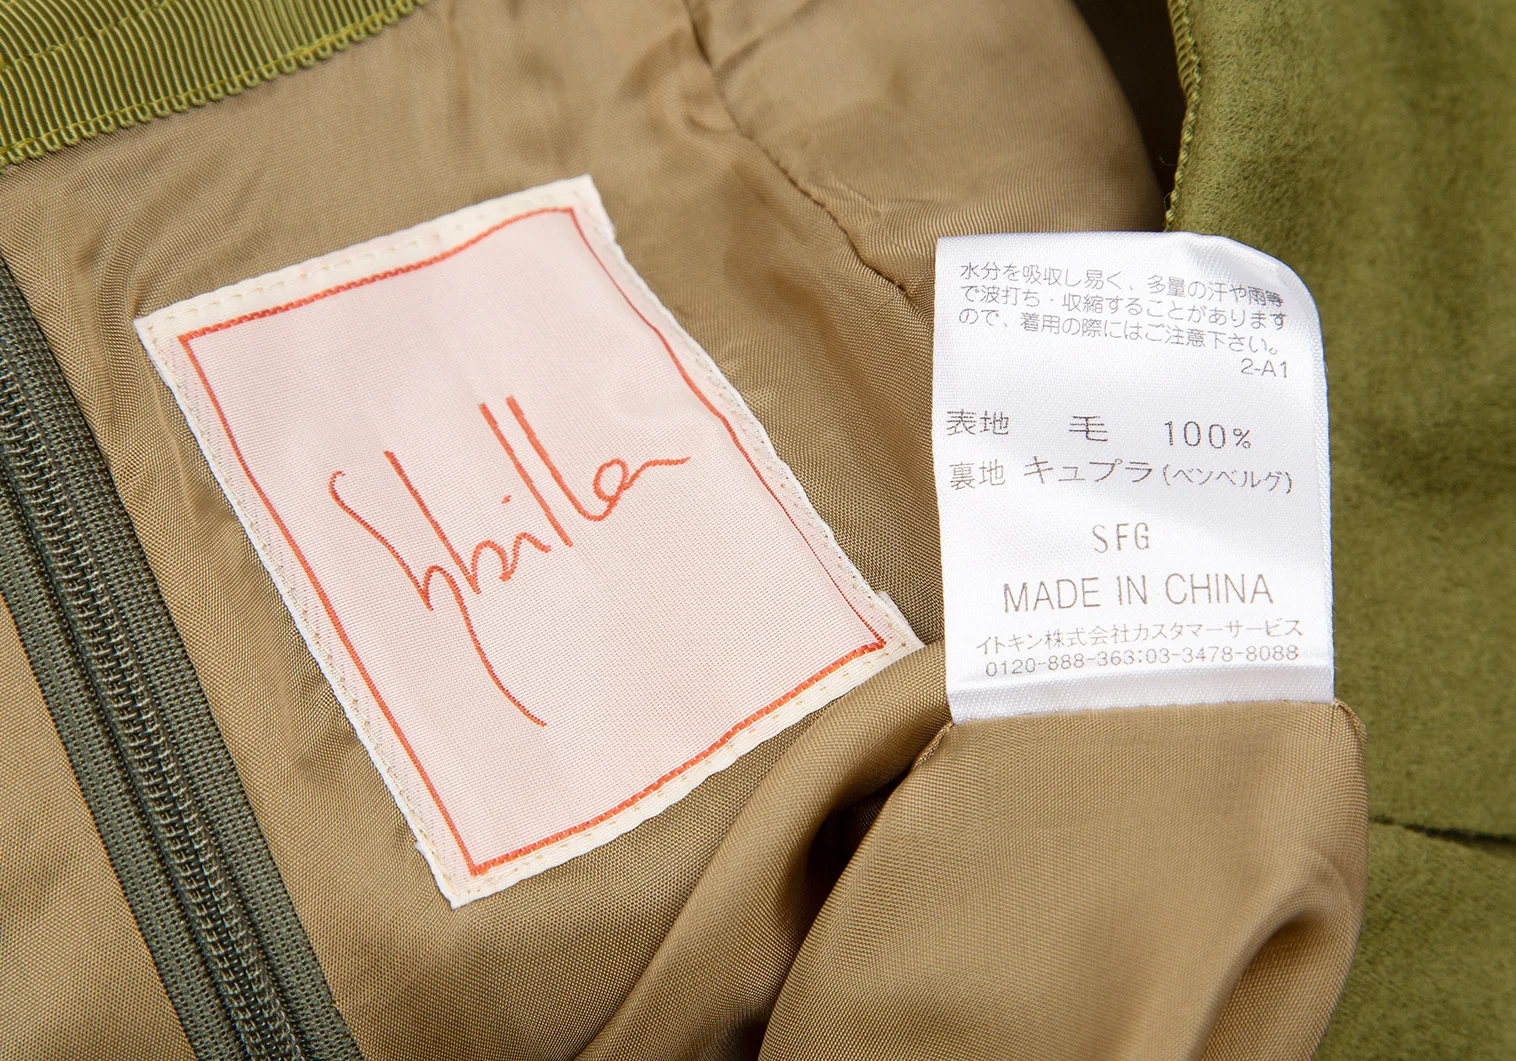 Sybilla
水分を吸収し易く、多量の汗や雨等
で波打ち・収縮することがあります
ので、着用の際にはご注意下さい。
2-A1
表地 毛 100%
裏地 キュプラ(ベンベルグ)
SFG
MADE IN CHINA
イトキン株式会社カスタマーサービス
0120-888-363:03-3478-8088